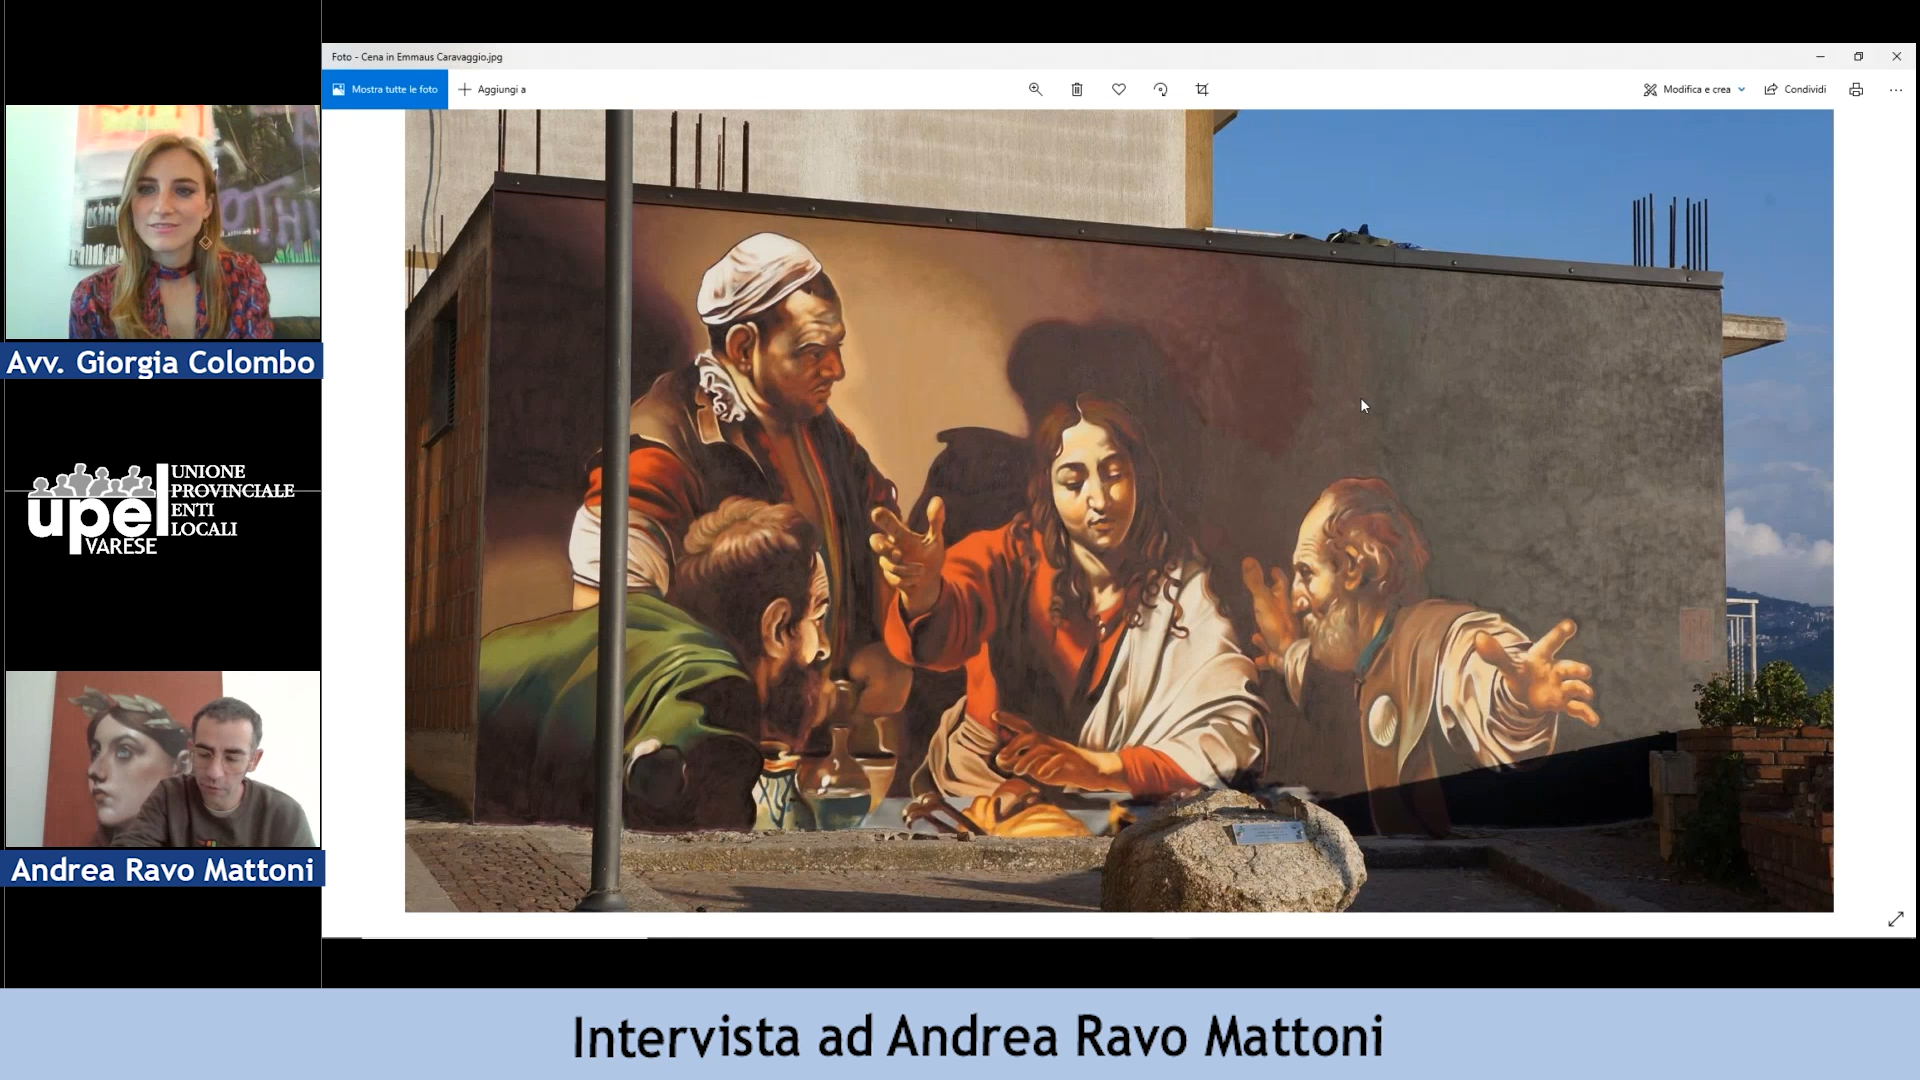 Foto - Cena in Emmaus Caravaggio.jpg
Mostra tutte le foto
Aggiungi a
Modifica e crea
Condividi
Avv. Giorgia Colombo
upel
UNIONE
PROVINCIALE
ENTI
LOCALI
VARESE
Andrea Ravo Mattoni
Intervista ad Andrea Ravo Mattoni